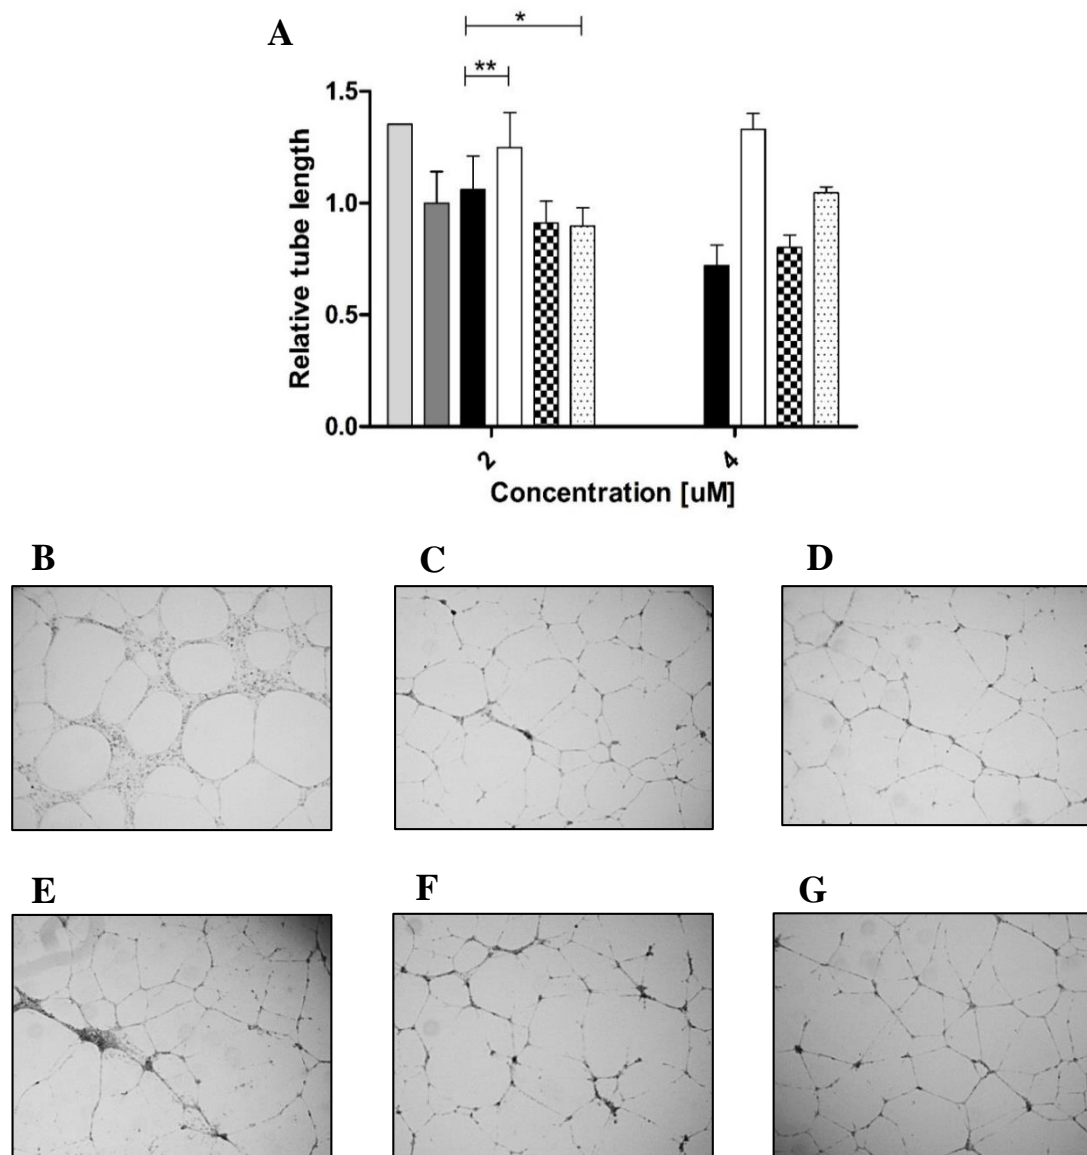 A
*
**
1.5
1.0
0.5
0.0
Relative tube length
2
4
Concentration [uM]
B
C
D
E
F
G